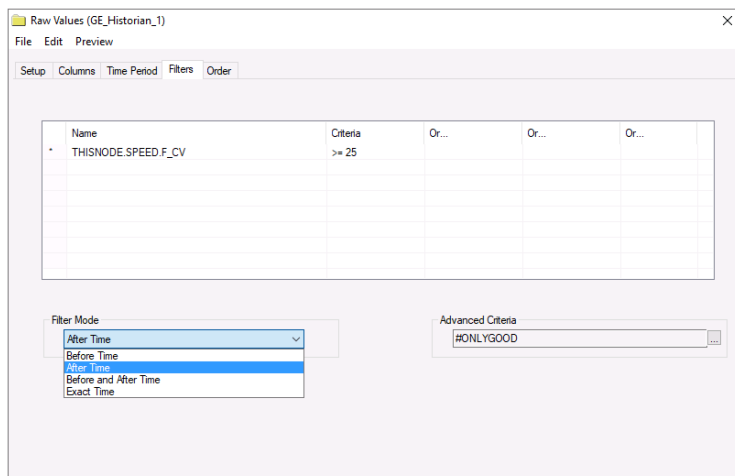 Raw Values (GE_Historian_1)
File Edit Preview
Setup Columns Time Period Filters Order
Name Criteria Or... Or... Or...
* THISNODE.SPEED.F_CV >= 25
Filter Mode Advanced Criteria
After Time #ONLYGOOD ...
Before Time
After Time
Before and After Time
Exact Time